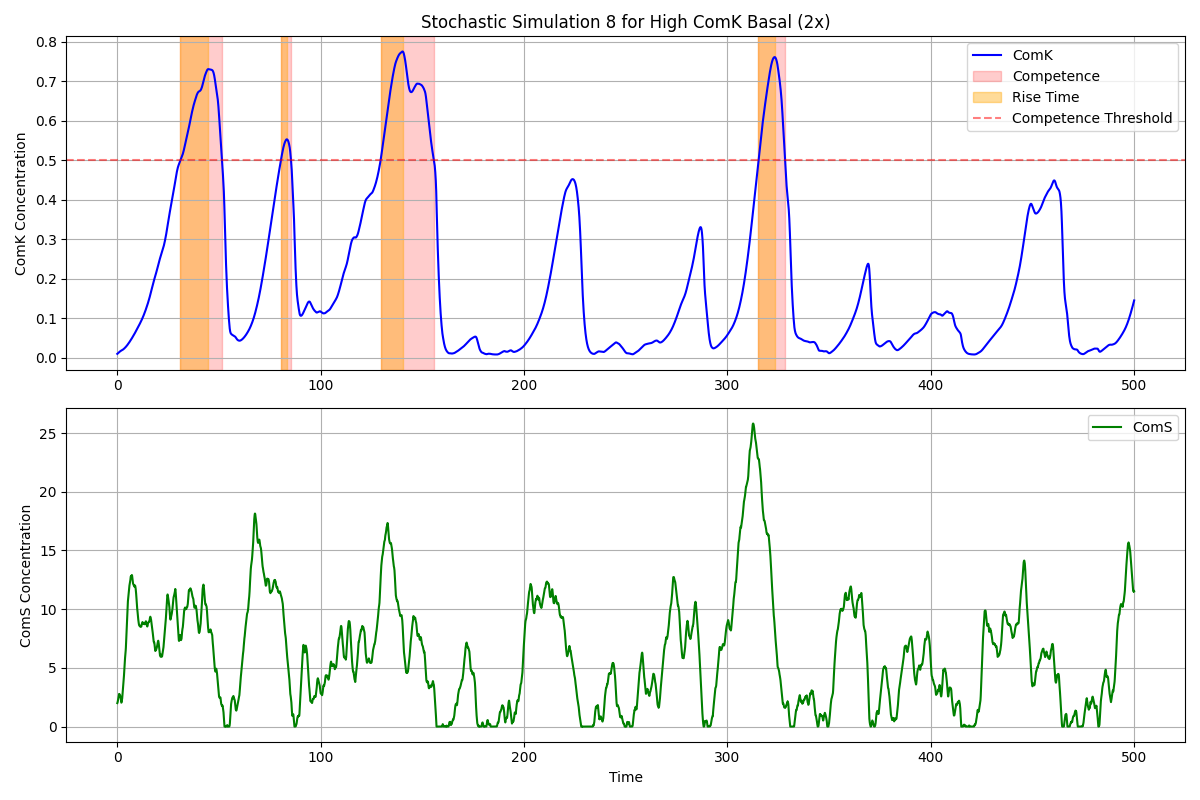 Stochastic Simulation 8 for High ComK Basal (2x)
ComK Concentration
0.8
0.7
0.6
0.5
0.4
0.3
0.2
0.1
0.0
ComK
Competence
Rise Time
Competence Threshold
0 100 200 300 400 500
ComS Concentration
25
20
15
10
5
0
ComS
0 100 200 300 400 500
Time